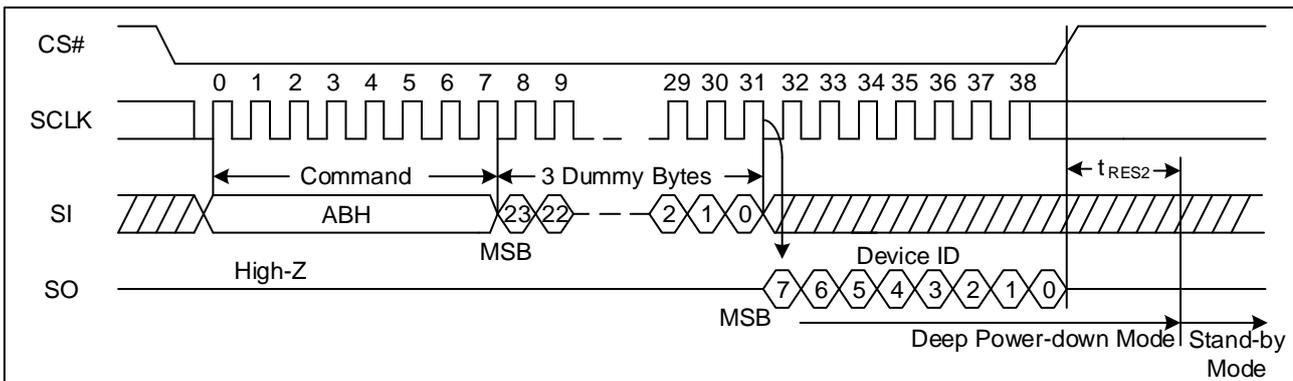 CS#
0 1 2 3 4 5 6 7 8 9 29 30 31 32 33 34 35 36 37 38
SCLK
Command 3 Dummy Bytes tRES2
SI ABH 23 22 2 1 0
MSB Device ID
High-Z
SO 7 6 5 4 3 2 1 0
MSB
Deep Power-down Mode Stand-by
Mode